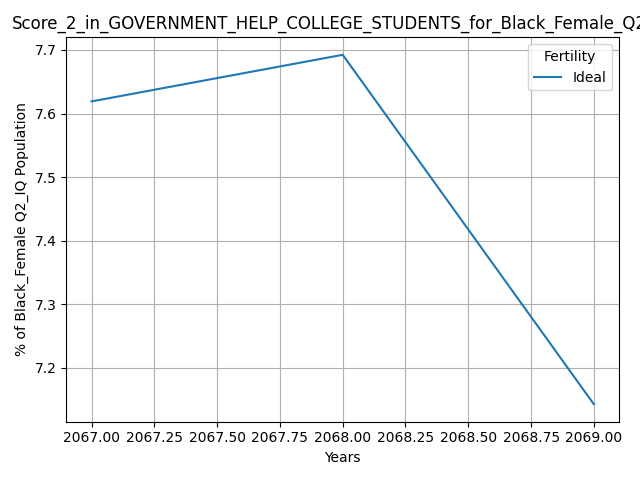 Score_2_in_GOVERNMENT_HELP_COLLEGE_STUDENTS_for_Black_Female_Q2
7.7
7.6
7.5
7.4
7.3
7.2
% of Black_Female Q2_IQ Population
Fertility
Ideal
2067.00 2067.25 2067.50 2067.75 2068.00 2068.25 2068.50 2068.75 2069.00
Years